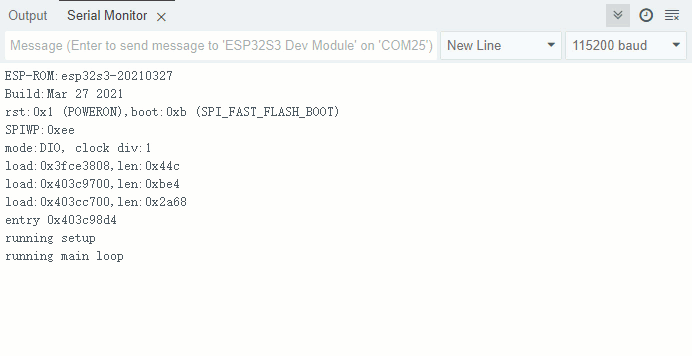 Output Serial Monitor
Message (Enter to send message to 'ESP32S3 Dev Module' on 'COM25') New Line 115200 baud
ESP-ROM:esp32s3-20210327
Build:Mar 27 2021
rst:0x1 (POWERON),boot:0xb (SPI_FAST_FLASH_BOOT)
SPIWP:0xee
mode:DIO, clock div:1
load:0x3fce3808,len:0x44c
load:0x403c9700,len:0xbe4
load:0x403cc700,len:0x2a68
entry 0x403c98d4
running setup
running main loop